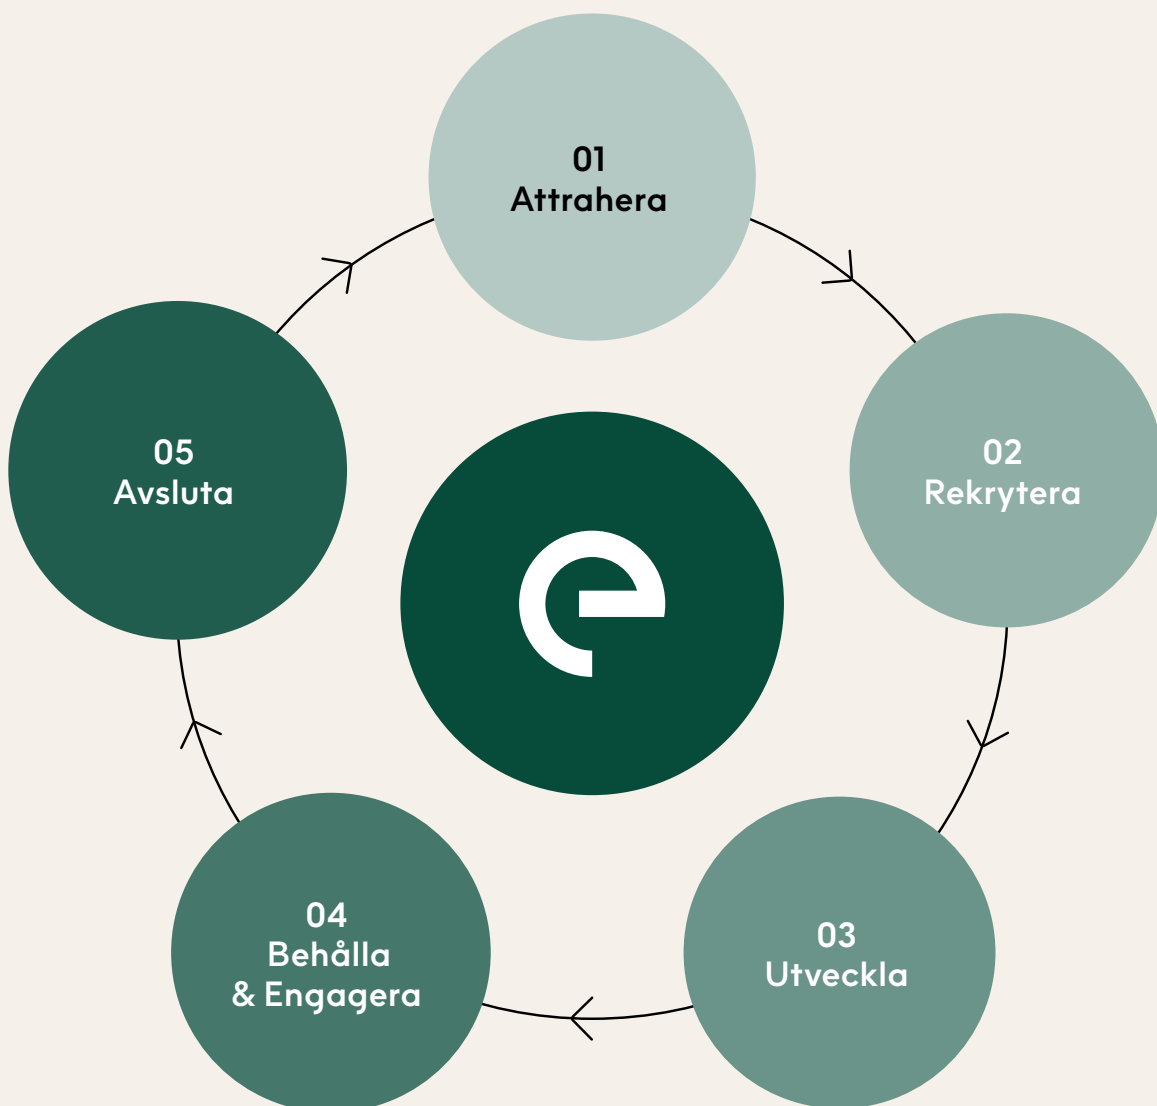 01
Attrahera
02
Rekrytera
03
Utveckla
04
Behålla
& Engagera
05
Avsluta
e